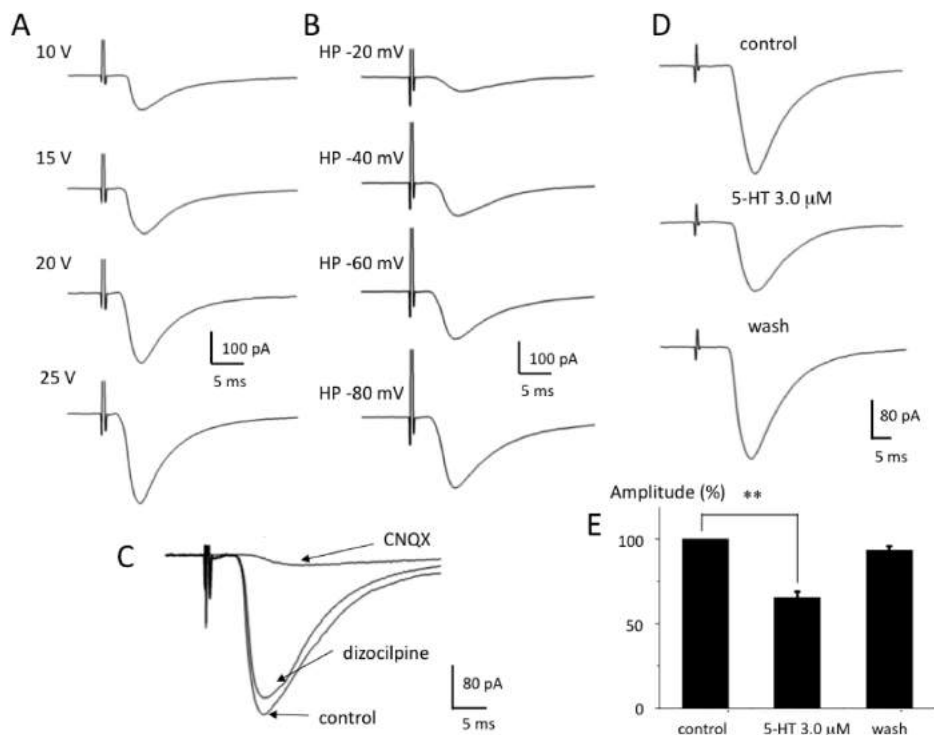 A
10 V
15 V
20 V
100 pA
5 ms
25 V
B
HP -20 mV
HP -40 mV
HP -60 mV
100 pA
5 ms
HP -80 mV
C
CNQX
dizocilpine
control
80 pA
5 ms
D
control
5-HT 3.0 μM
wash
80 pA
5 ms
E
Amplitude (%)
**
100
50
0
control
5-HT 3.0 μM
wash